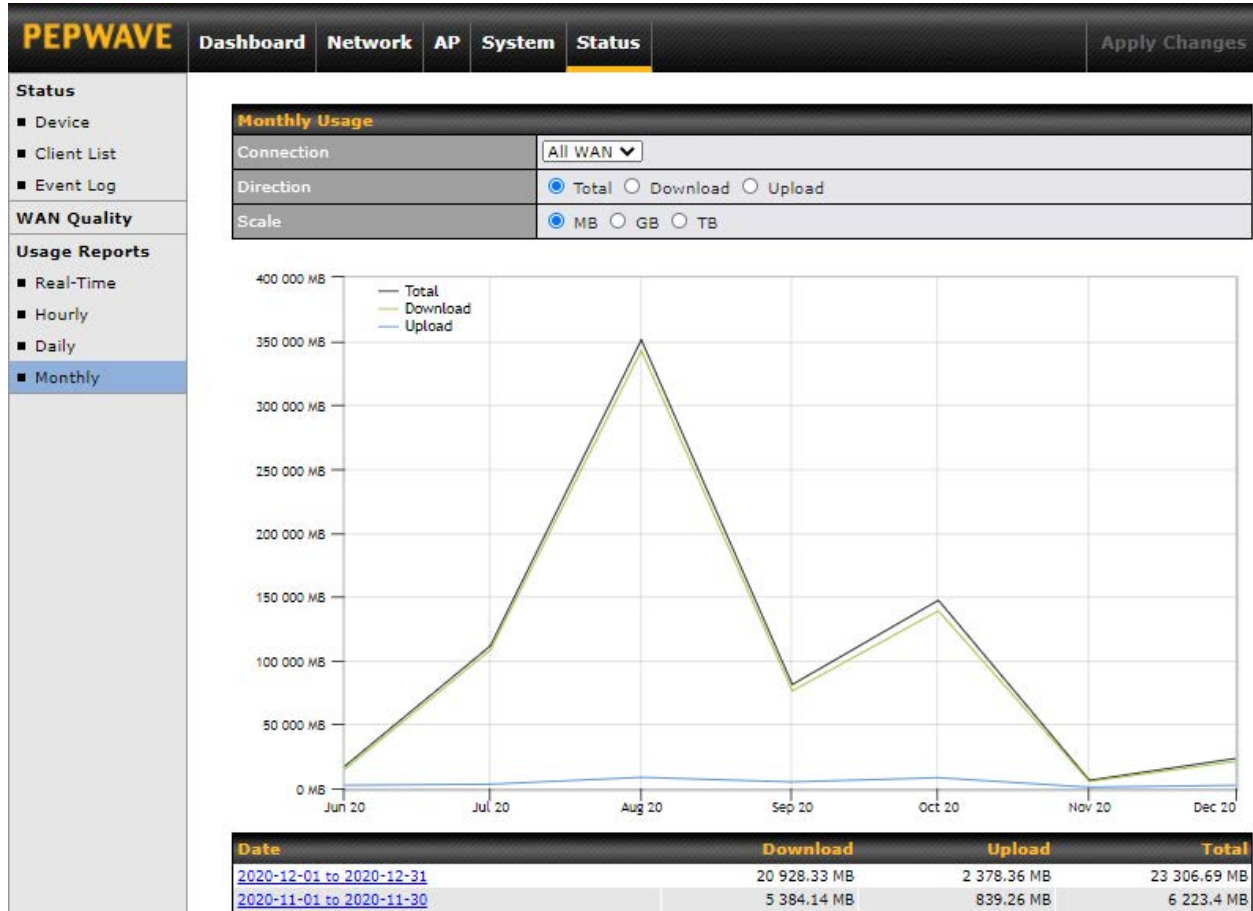 PEPWAVE Dashboard Network AP System Status Apply Changes
Status
Device
Client List
Event Log
WAN Quality
Usage Reports
Real-Time
Hourly
Daily
Monthly
Monthly Usage
Connection All WAN
Direction Total Download Upload
Scale MB GB TB
400 000 MB
350 000 MB
300 000 MB
250 000 MB
200 000 MB
150 000 MB
100 000 MB
50 000 MB
0 MB
Total
Download
Upload
Jun 20 Jul 20 Aug 20 Sep 20 Oct 20 Nov 20 Dec 20
Date Download Upload Total
2020-12-01 to 2020-12-31 20 928.33 MB 2 378.36 MB 23 306.69 MB
2020-11-01 to 2020-11-30 5 384.14 MB 839.26 MB 6 223.4 MB